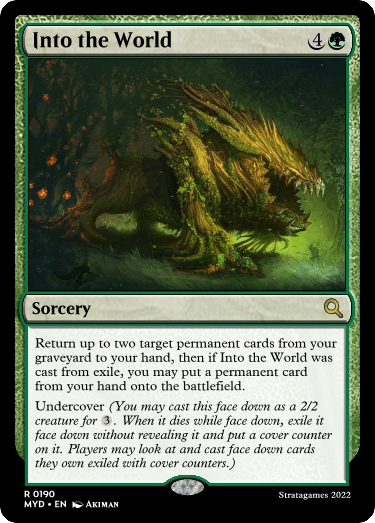 Into the World 4
Sorcery
Return up to two target permanent cards from your
graveyard to your hand, then if Into the World was
cast from exile, you may put a permanent card
from your hand onto the battlefield.
Undercover (You may cast this face down as a 2/2
creature for 3. When it dies while face down, exile it
face down without revealing it and put a cover counter
on it. Players may look at and cast face down cards
they own exiled with cover counters.)
R 0190
MYD • EN Akiman
Stratagames 2022